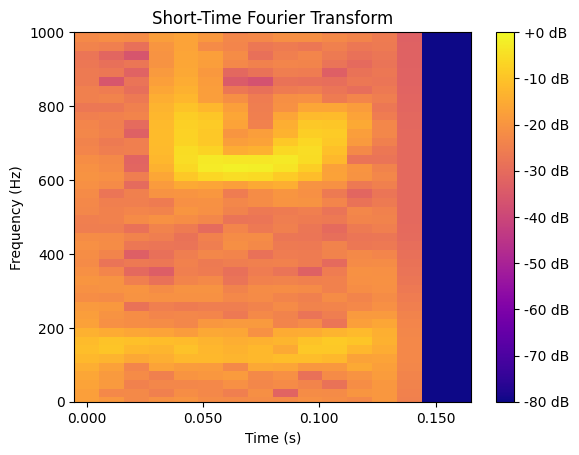 Short-Time Fourier Transform
1000
800
600
400
200
0
Frequency (Hz)
0.000
0.050
0.100
0.150
Time (s)
+0 dB
-10 dB
-20 dB
-30 dB
-40 dB
-50 dB
-60 dB
-70 dB
-80 dB